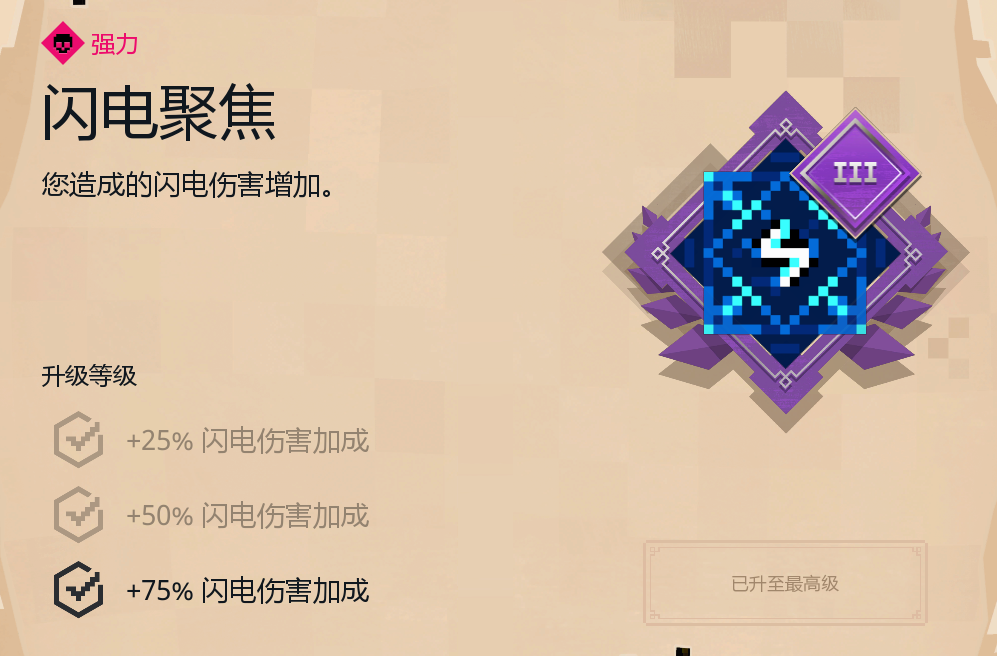 强力
闪电聚焦
III
您造成的闪电伤害增加。
升级等级
+25% 闪电伤害加成
+50% 闪电伤害加成
+75% 闪电伤害加成
已升至最高级